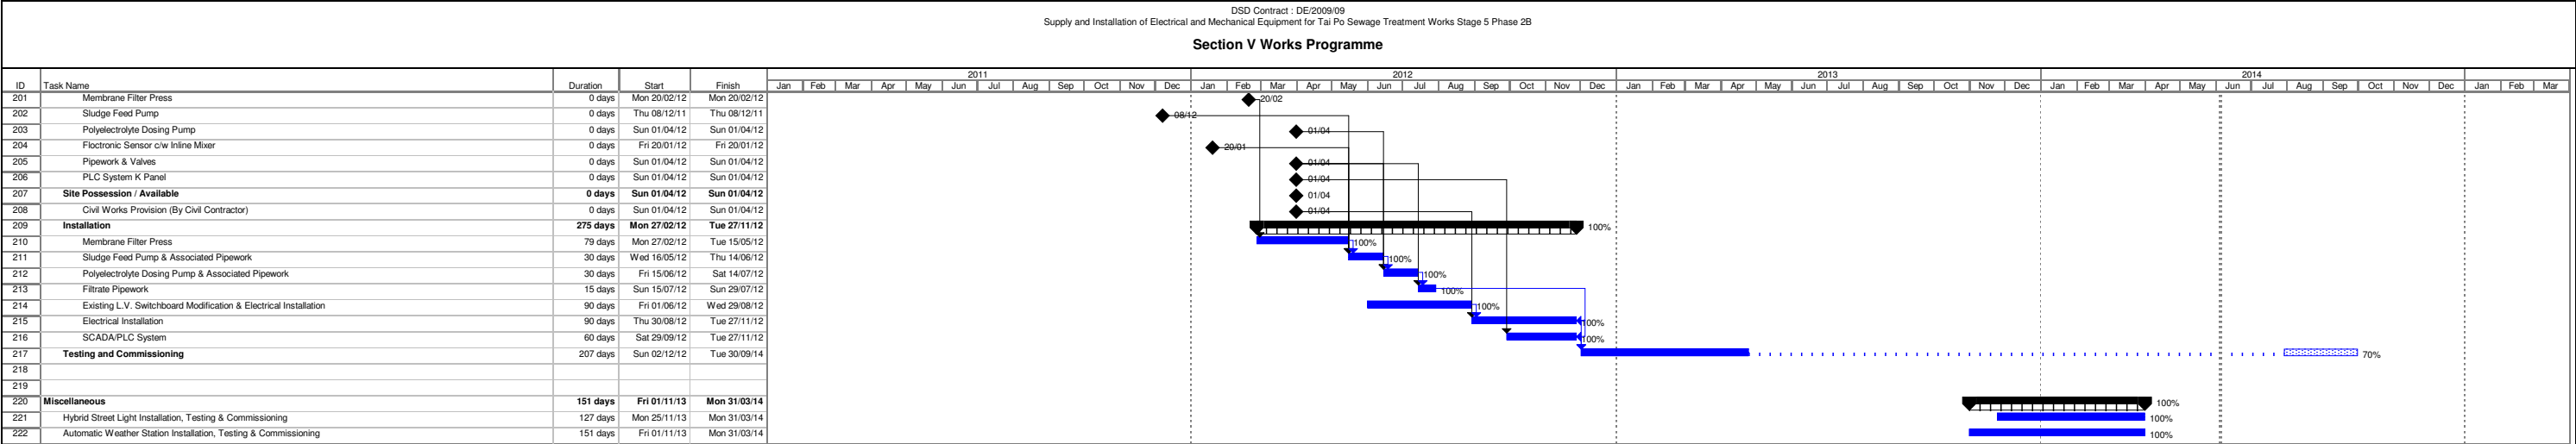 DSD Contract : DE/2009/09
Supply and Installation of Electrical and Mechanical Equipment for Tai Po Sewage Treatment Works Stage 5 Phase 2B
Section V Works Programme
2011 2012 2013 2014
ID Task Name Duration Start Finish Jan Feb Mar Apr May Jun Jul Aug Sep Oct Nov Dec Jan Feb Mar Apr May Jun Jul Aug Sep Oct Nov Dec Jan Feb Mar Apr May Jun Jul Aug Sep Oct Nov Dec Jan Feb Mar Apr May Jun Jul Aug Sep Oct Nov Dec Jan Feb Mar
201 Membrane Filter Press 0 days Mon 20/02/12 Mon 20/02/12 20/02
202 Sludge Feed Pump 0 days Thu 08/12/11 Thu 08/12/11 08/12
203 Polyelectrolyte Dosing Pump 0 days Sun 01/04/12 Sun 01/04/12 01/04
204 Floctronic Sensor c/w Inline Mixer 0 days Fri 20/01/12 Fri 20/01/12 20/01
205 Pipework & Valves 0 days Sun 01/04/12 Sun 01/04/12 01/04
206 PLC System K Panel 0 days Sun 01/04/12 Sun 01/04/12 01/04
207 Site Possession / Available 0 days Sun 01/04/12 Sun 01/04/12 01/04
208 Civil Works Provision (By Civil Contractor) 0 days Sun 01/04/12 Sun 01/04/12 01/04
209 Installation 275 days Mon 27/02/12 Tue 27/11/12 100%
210 Membrane Filter Press 79 days Mon 27/02/12 Tue 15/05/12 100%
211 Sludge Feed Pump & Associated Pipework 30 days Wed 16/05/12 Thu 14/06/12 100%
212 Polyelectrolyte Dosing Pump & Associated Pipework 30 days Fri 15/06/12 Sat 14/07/12 100%
213 Filtrate Pipework 15 days Sun 15/07/12 Sun 29/07/12 100%
214 Existing L.V. Switchboard Modification & Electrical Installation 90 days Fri 01/06/12 Wed 29/08/12 100%
215 Electrical Installation 90 days Thu 30/08/12 Tue 27/11/12 100%
216 SCADA/PLC System 60 days Sat 29/09/12 Tue 27/11/12 100%
217 Testing and Commissioning 207 days Sun 02/12/12 Tue 30/09/14 70%
218
219
220 Miscellaneous 151 days Fri 01/11/13 Mon 31/03/14 100%
221 Hybrid Street Light Installation, Testing & Commissioning 127 days Mon 25/11/13 Mon 31/03/14 100%
222 Automatic Weather Station Installation, Testing & Commissioning 151 days Fri 01/11/13 Mon 31/03/14 100%